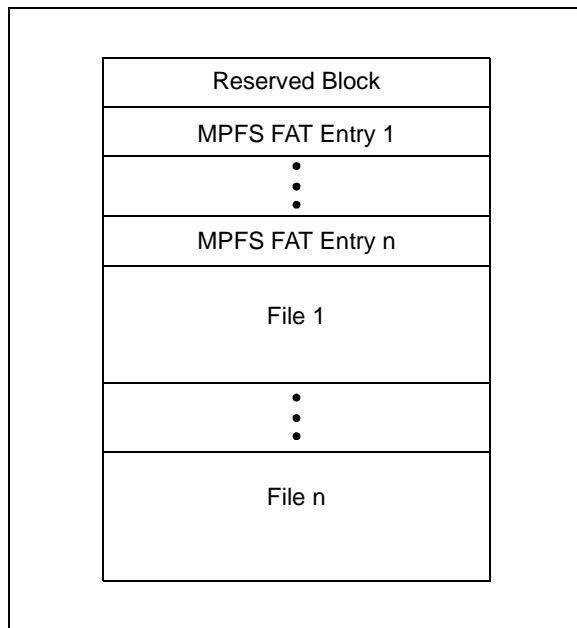 Reserved Block
MPFS FAT Entry 1
MPFS FAT Entry n
File 1
File n